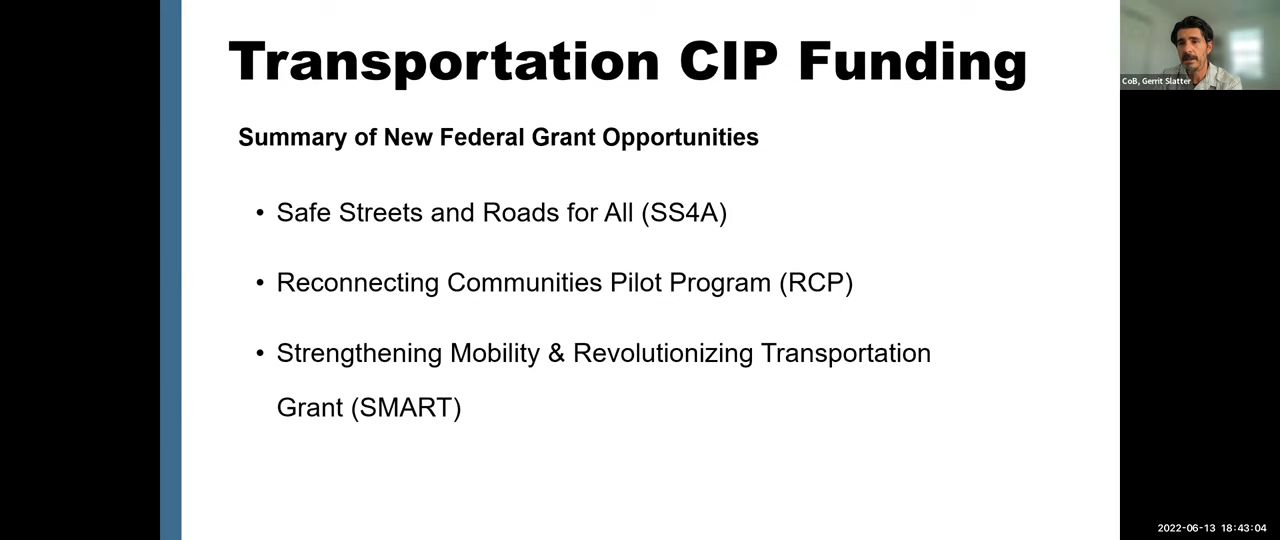 Transportation CIP Funding
CoB, Gerrit Slatter
Summary of New Federal Grant Opportunities
• Safe Streets and Roads for All (SS4A)
• Reconnecting Communities Pilot Program (RCP)
• Strengthening Mobility & Revolutionizing Transportation
Grant (SMART)
2022-06-13 18:43:04